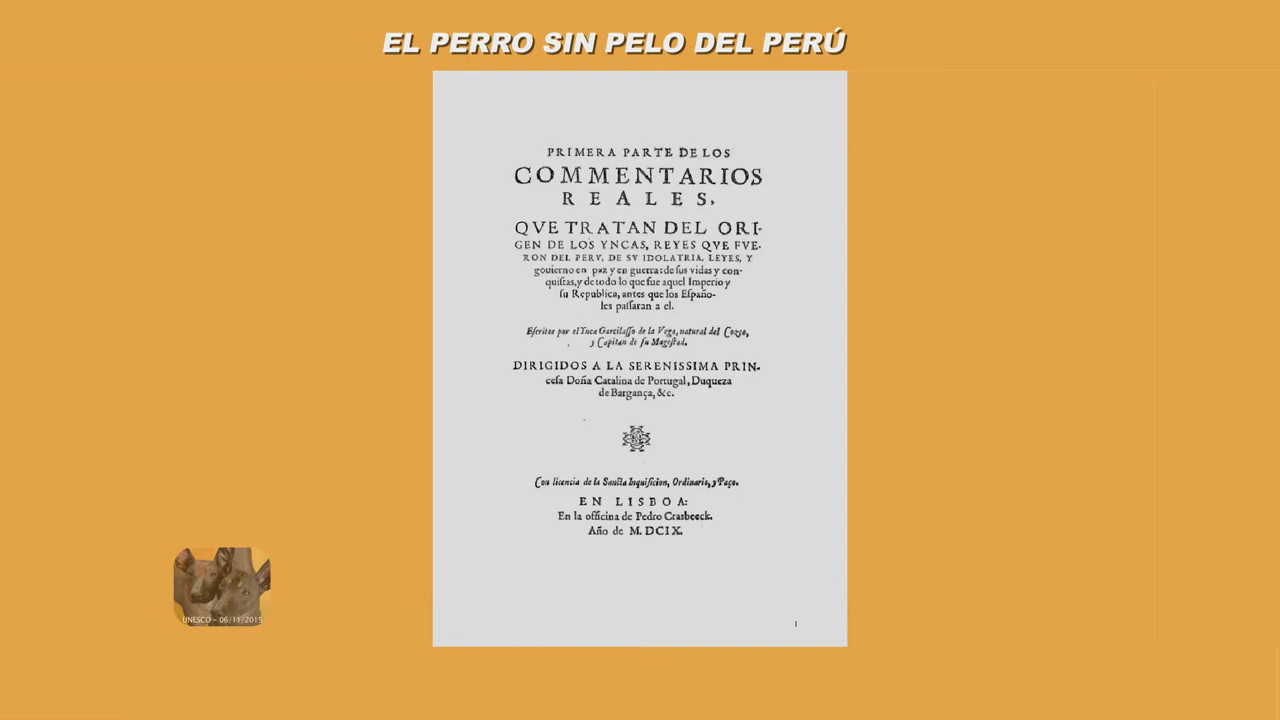 EL PERRO SIN PELO DEL PERÚ
PRIMERA PARTE DE LOS
COMMENTARIOS
REALES,
QVE TRATAN DEL ORI-
GEN DE LOS YNCAS, REYES QVE FVE-
RON DEL PERV, DE SV IDOLATRIA, LEYES, Y
gouierno en paz y en guerra: de ſus vidas y con-
quiſtas, y de todo lo que fue aquel Imperio y
ſu Republica, antes que los Eſpaño-
les paſſaran a el.
Eſcritos por el Ynca Garcilaſſo de la Vega, natural del Cozco,
y Capitan de ſu Mageſtad.
DIRIGIDOS A LA SERENISSIMA PRIN-
ceſa Doña Catalina de Portugal, Duqueza
de Bargança, &c.
Con licencia de la Sancta Inquiſicion, Ordinario, y Paço.
EN LISBOA:
En la officina de Pedro Crasbeeck.
Año de M. DCIX.
1
UNESCO – 06/11/2015